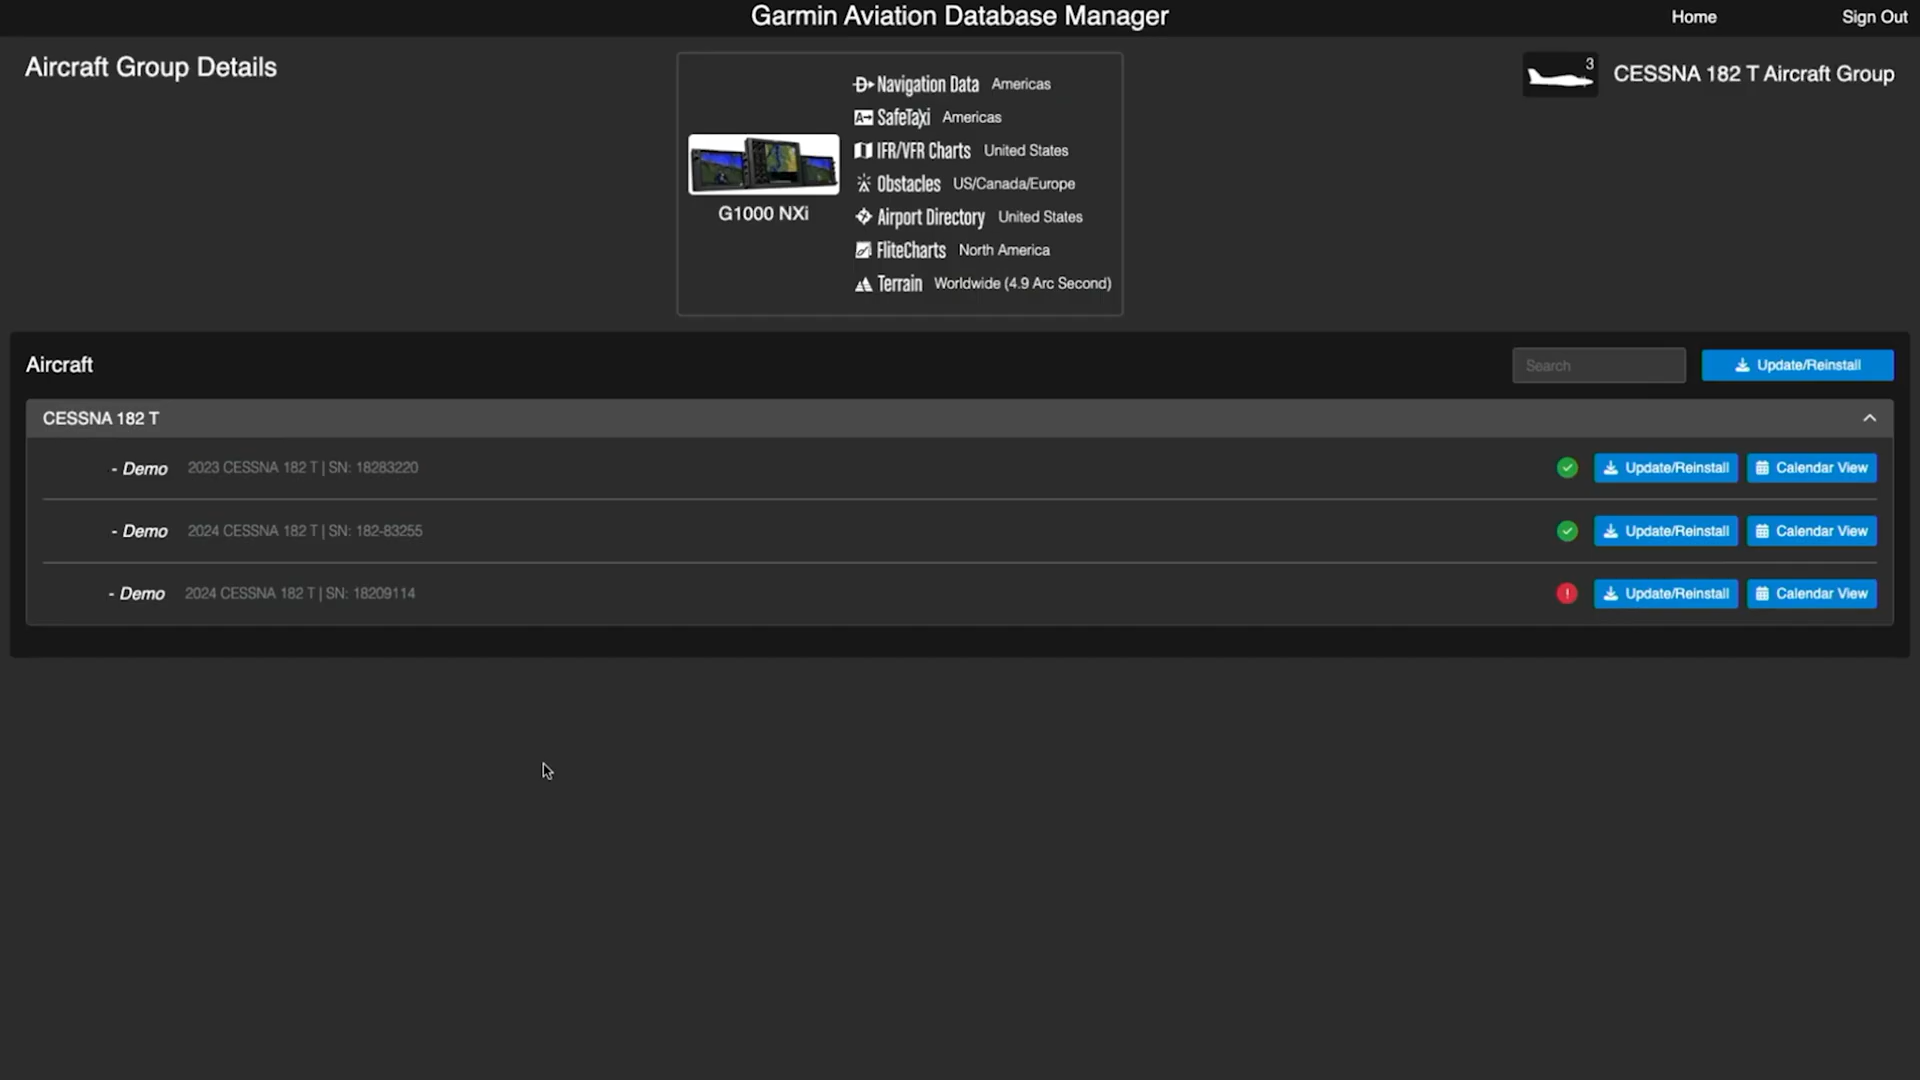 Garmin Aviation Database Manager
Home
Sign Out
Aircraft Group Details
Navigation Data Americas
SafeTaxi Americas
IFR/VFR Charts United States
Obstacles US/Canada/Europe
Airport Directory United States
FliteCharts North America
Terrain Worldwide (4.9 Arc Second)
G1000 NXi
3
CESSNA 182 T Aircraft Group
Aircraft
Search
Update/Reinstall
CESSNA 182 T
- Demo 2023 CESSNA 182 T | SN: 18283220 Update/Reinstall Calendar View
- Demo 2024 CESSNA 182 T | SN: 182-83255 Update/Reinstall Calendar View
- Demo 2024 CESSNA 182 T | SN: 18209114 ! Update/Reinstall Calendar View